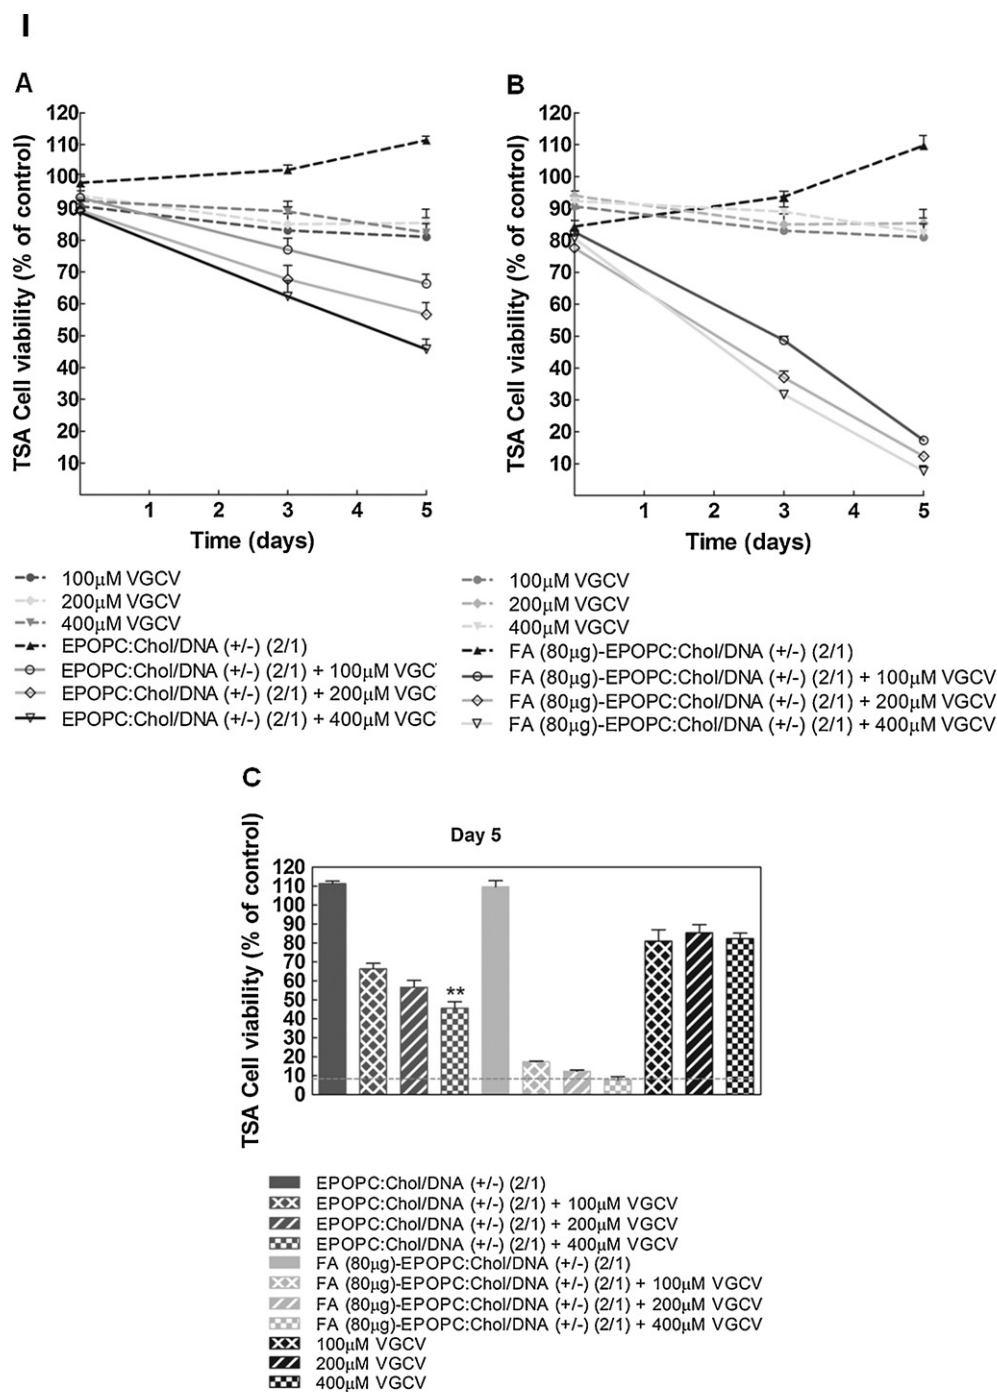 I
A
TSA Cell viability (% of control)
120
110
100
90
80
70
60
50
40
30
20
10
1 2 3 4 5
Time (days)
100μM VGCV
200μM VGCV
400μM VGCV
EPOPC:Chol/DNA (+/-) (2/1)
EPOPC:Chol/DNA (+/-) (2/1) + 100μM VGC
EPOPC:Chol/DNA (+/-) (2/1) + 200μM VGC
EPOPC:Chol/DNA (+/-) (2/1) + 400μM VGC
B
TSA Cell viability (% of control)
120
110
100
90
80
70
60
50
40
30
20
10
1 2 3 4 5
Time (days)
100μM VGCV
200μM VGCV
400μM VGCV
FA (80μg)-EPOPC:Chol/DNA (+/-) (2/1)
FA (80μg)-EPOPC:Chol/DNA (+/-) (2/1) + 100μM VGCV
FA (80μg)-EPOPC:Chol/DNA (+/-) (2/1) + 200μM VGCV
FA (80μg)-EPOPC:Chol/DNA (+/-) (2/1) + 400μM VGCV
C
Day 5
TSA Cell viability (% of control)
120
110
100
90
80
70
60
50
40
30
20
10
0
**
EPOPC:Chol/DNA (+/-) (2/1)
EPOPC:Chol/DNA (+/-) (2/1) + 100μM VGCV
EPOPC:Chol/DNA (+/-) (2/1) + 200μM VGCV
EPOPC:Chol/DNA (+/-) (2/1) + 400μM VGCV
FA (80μg)-EPOPC:Chol/DNA (+/-) (2/1)
FA (80μg)-EPOPC:Chol/DNA (+/-) (2/1) + 100μM VGCV
FA (80μg)-EPOPC:Chol/DNA (+/-) (2/1) + 200μM VGCV
FA (80μg)-EPOPC:Chol/DNA (+/-) (2/1) + 400μM VGCV
100μM VGCV
200μM VGCV
400μM VGCV